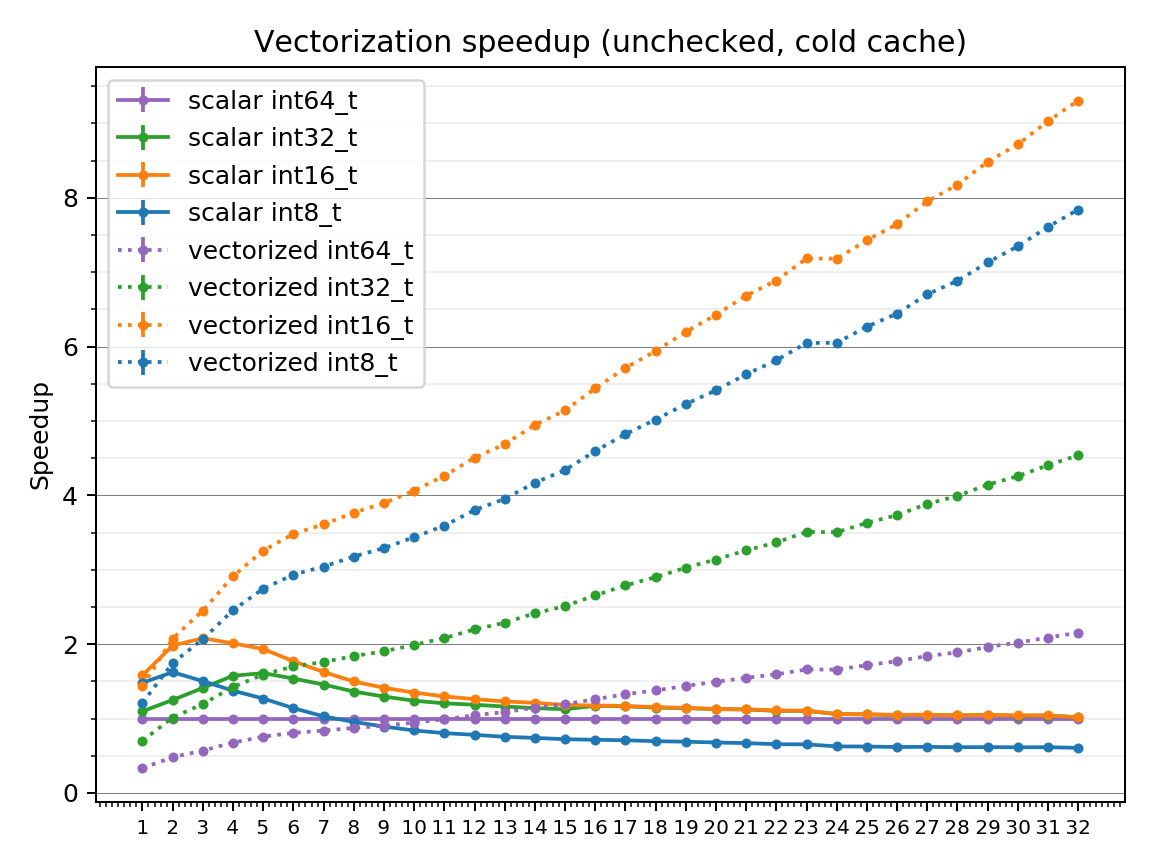 Vectorization speedup (unchecked, cold cache)
scalar int64_t
scalar int32_t
scalar int16_t
scalar int8_t
vectorized int64_t
vectorized int32_t
vectorized int16_t
vectorized int8_t
Speedup
8
6
4
2
0
1 2 3 4 5 6 7 8 9 10 11 12 13 14 15 16 17 18 19 20 21 22 23 24 25 26 27 28 29 30 31 32